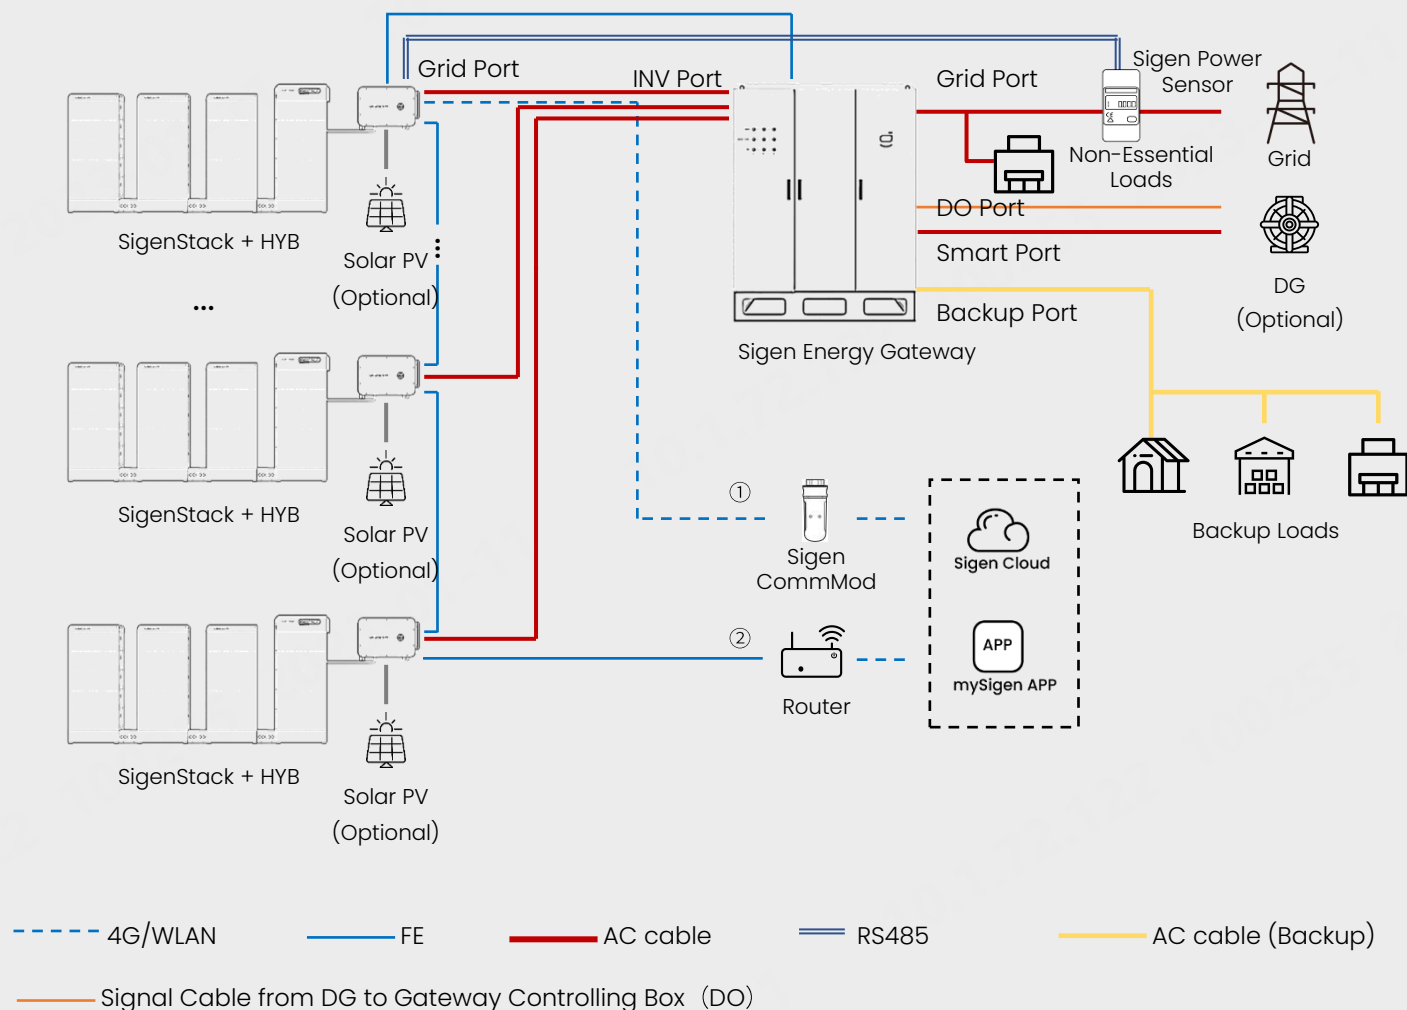 Grid Port
INV Port
Grid Port
Sigen Power
Sensor
Non-Essential
Loads
Grid
SigenStack + HYB
Solar PV
(Optional)
DO Port
Smart Port
DG
(Optional)
Backup Port
...
Sigen Energy Gateway
SigenStack + HYB
Solar PV
(Optional)
①
Sigen
CommMod
Sigen Cloud
Backup Loads
②
Router
APP
mySigen APP
SigenStack + HYB
Solar PV
(Optional)
4G/WLAN
FE
AC cable
RS485
AC cable (Backup)
Signal Cable from DG to Gateway Controlling Box（DO）